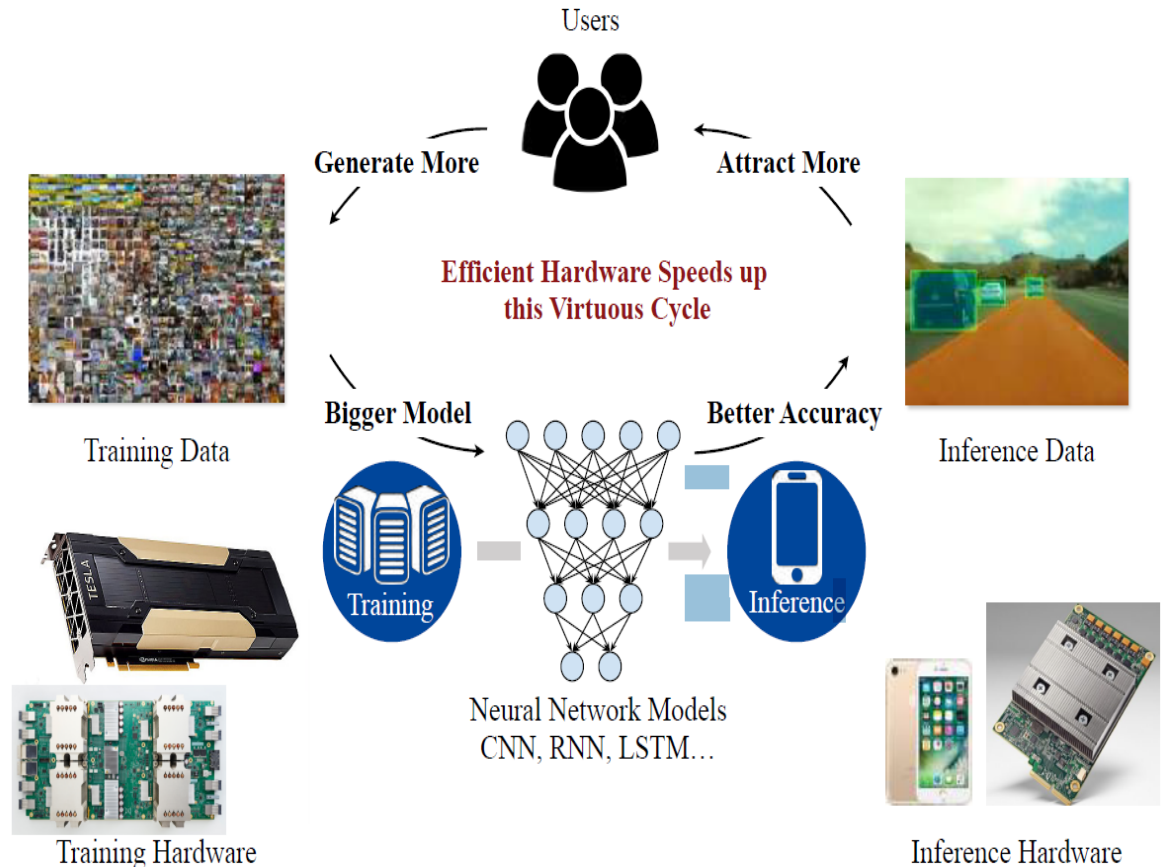 Users
Generate More
Attract More
Efficient Hardware Speeds up
this Virtuous Cycle
Bigger Model
Better Accuracy
Training Data
Inference Data
TESLA
Training
Inference
Neural Network Models
CNN, RNN, LSTM…
Training Hardware
Inference Hardware